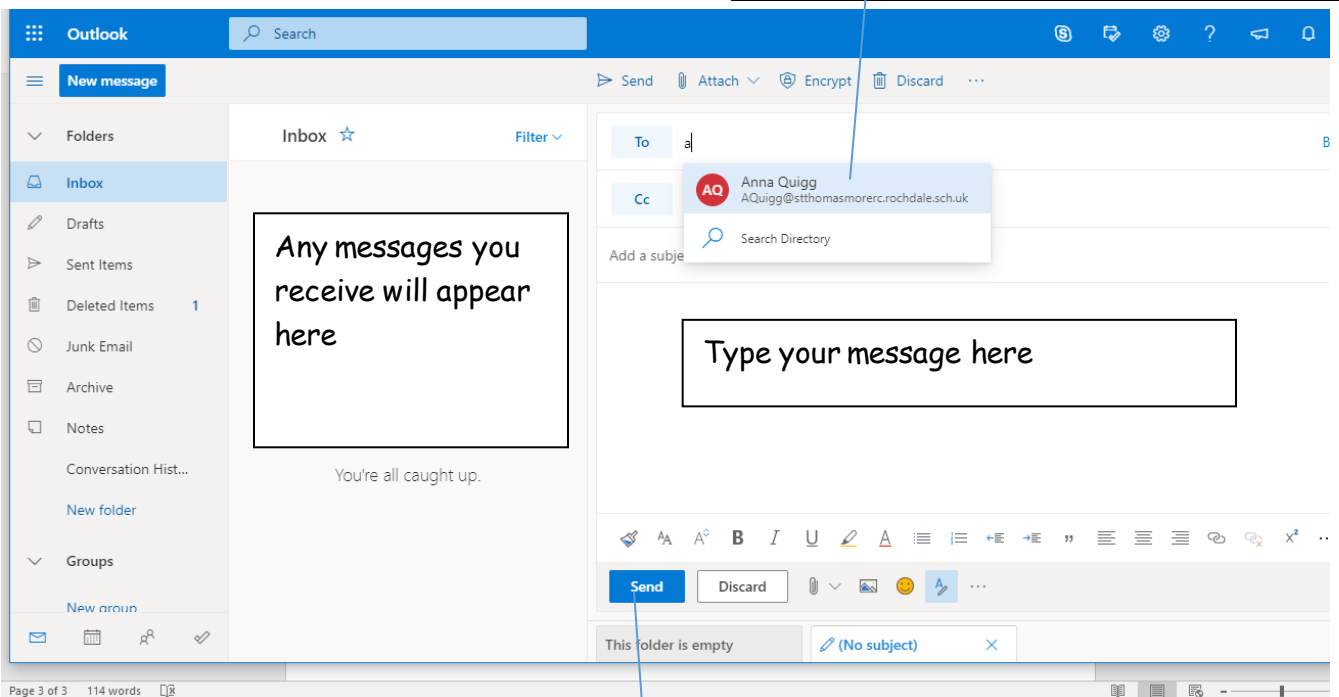 Outlook
Search
New message
Send Attach Encrypt Discard ...
Folders
Inbox
Drafts
Sent Items
Deleted Items 1
Junk Email
Archive
Notes
Conversation Hist...
New folder
Groups
New group
Inbox
Filter
Any messages you
receive will appear
here
You're all caught up.
To a
B
Anna Quigg
AQ
AQuigg@stthomasmorerc.rochdale.sch.uk
Cc
Search Directory
Add a subje
Type your message here
Send Discard
This folder is empty
(No subject)
Page 3 of 3 114 words